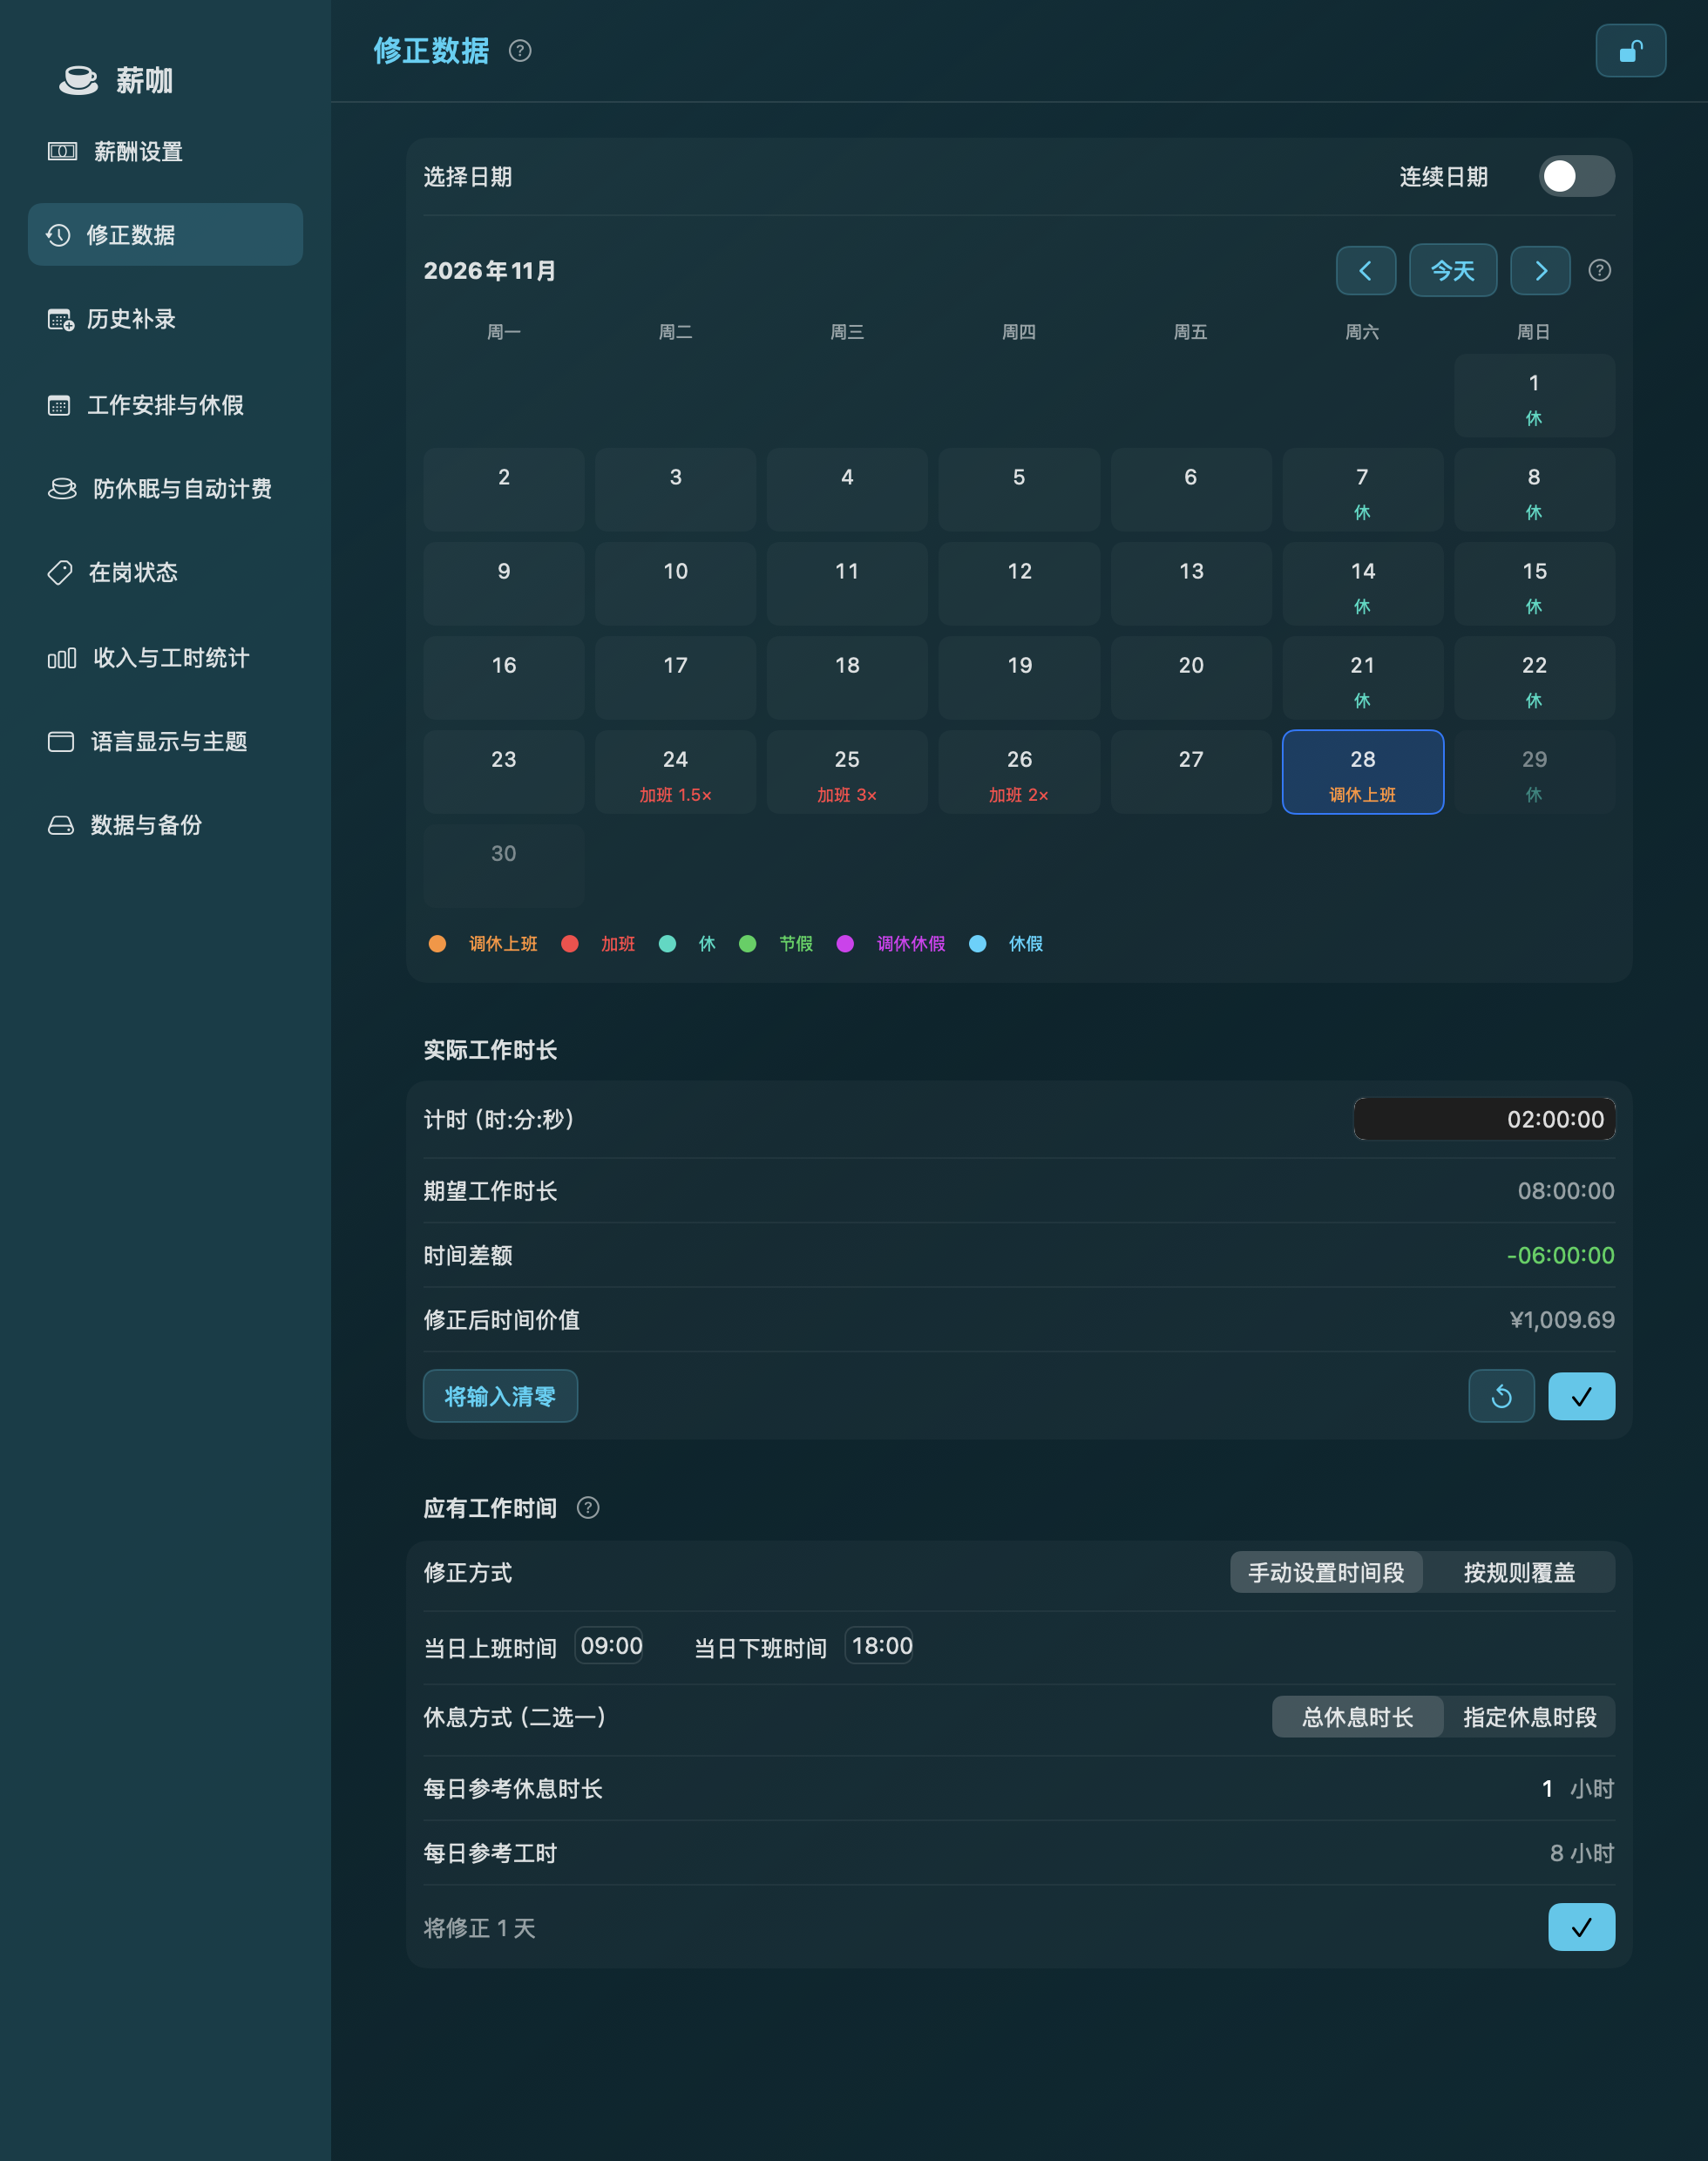 薪咖
薪酬设置
修正数据
历史补录
工作安排与休假
防休眠与自动计费
在岗状态
收入与工时统计
语言显示与主题
数据与备份
修正数据 ?
选择日期 连续日期
2026年11月 今天 ?
周一 周二 周三 周四 周五 周六 周日
1
休
2 3 4 5 6 7 8
休 休
9 10 11 12 13 14 15
休 休
16 17 18 19 20 21 22
休 休
23 24 25 26 27 28 29
加班 1.5× 加班 3× 加班 2× 调休上班 休
30
调休上班 加班 休 节假 调休休假 休假
实际工作时长
计时 (时:分:秒) 02:00:00
期望工作时长 08:00:00
时间差额 -06:00:00
修正后时间价值 ¥1,009.69
将输入清零
应有工作时间 ?
修正方式 手动设置时间段 按规则覆盖
当日上班时间 09:00 当日下班时间 18:00
休息方式 (二选一) 总休息时长 指定休息时段
每日参考休息时长 1 小时
每日参考工时 8 小时
将修正 1 天